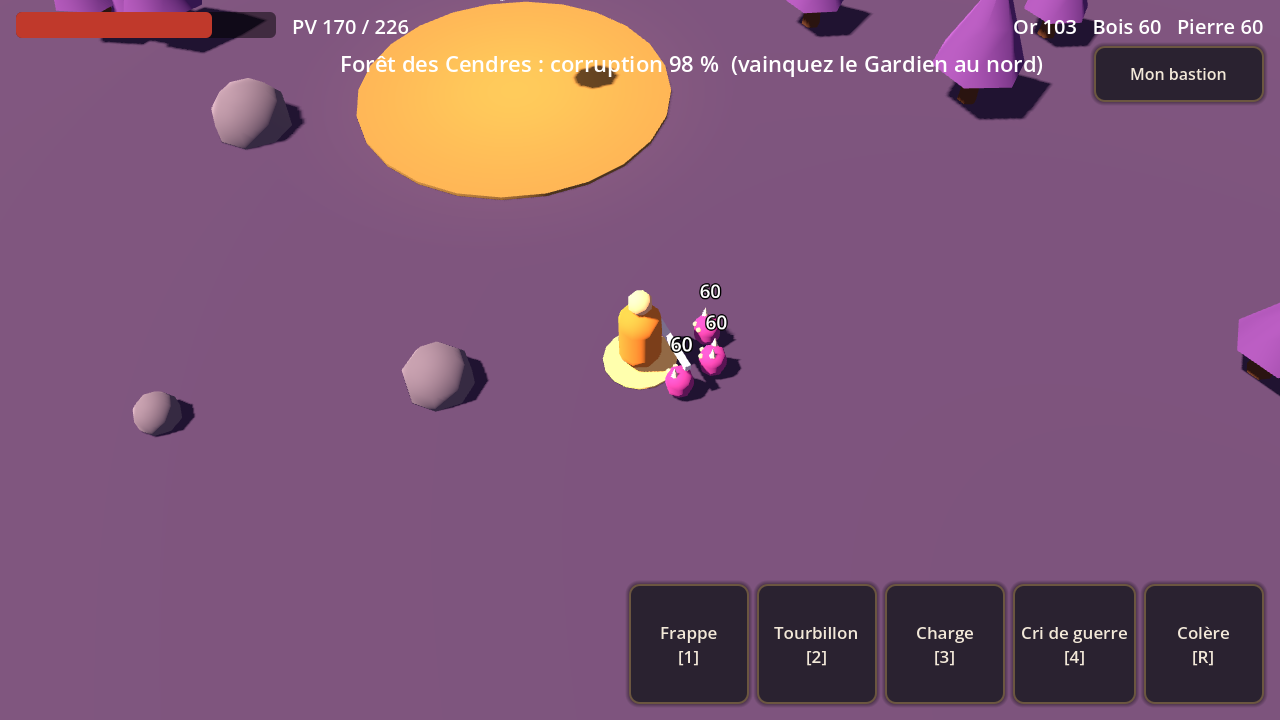 PV 170 / 226
Or 103 Bois 60 Pierre 60
Forêt des Cendres : corruption 98 % (vainquez le Gardien au nord)
Mon bastion
60
60
60
Frappe
[1]
Tourbillon
[2]
Charge
[3]
Cri de guerre
[4]
Colère
[R]